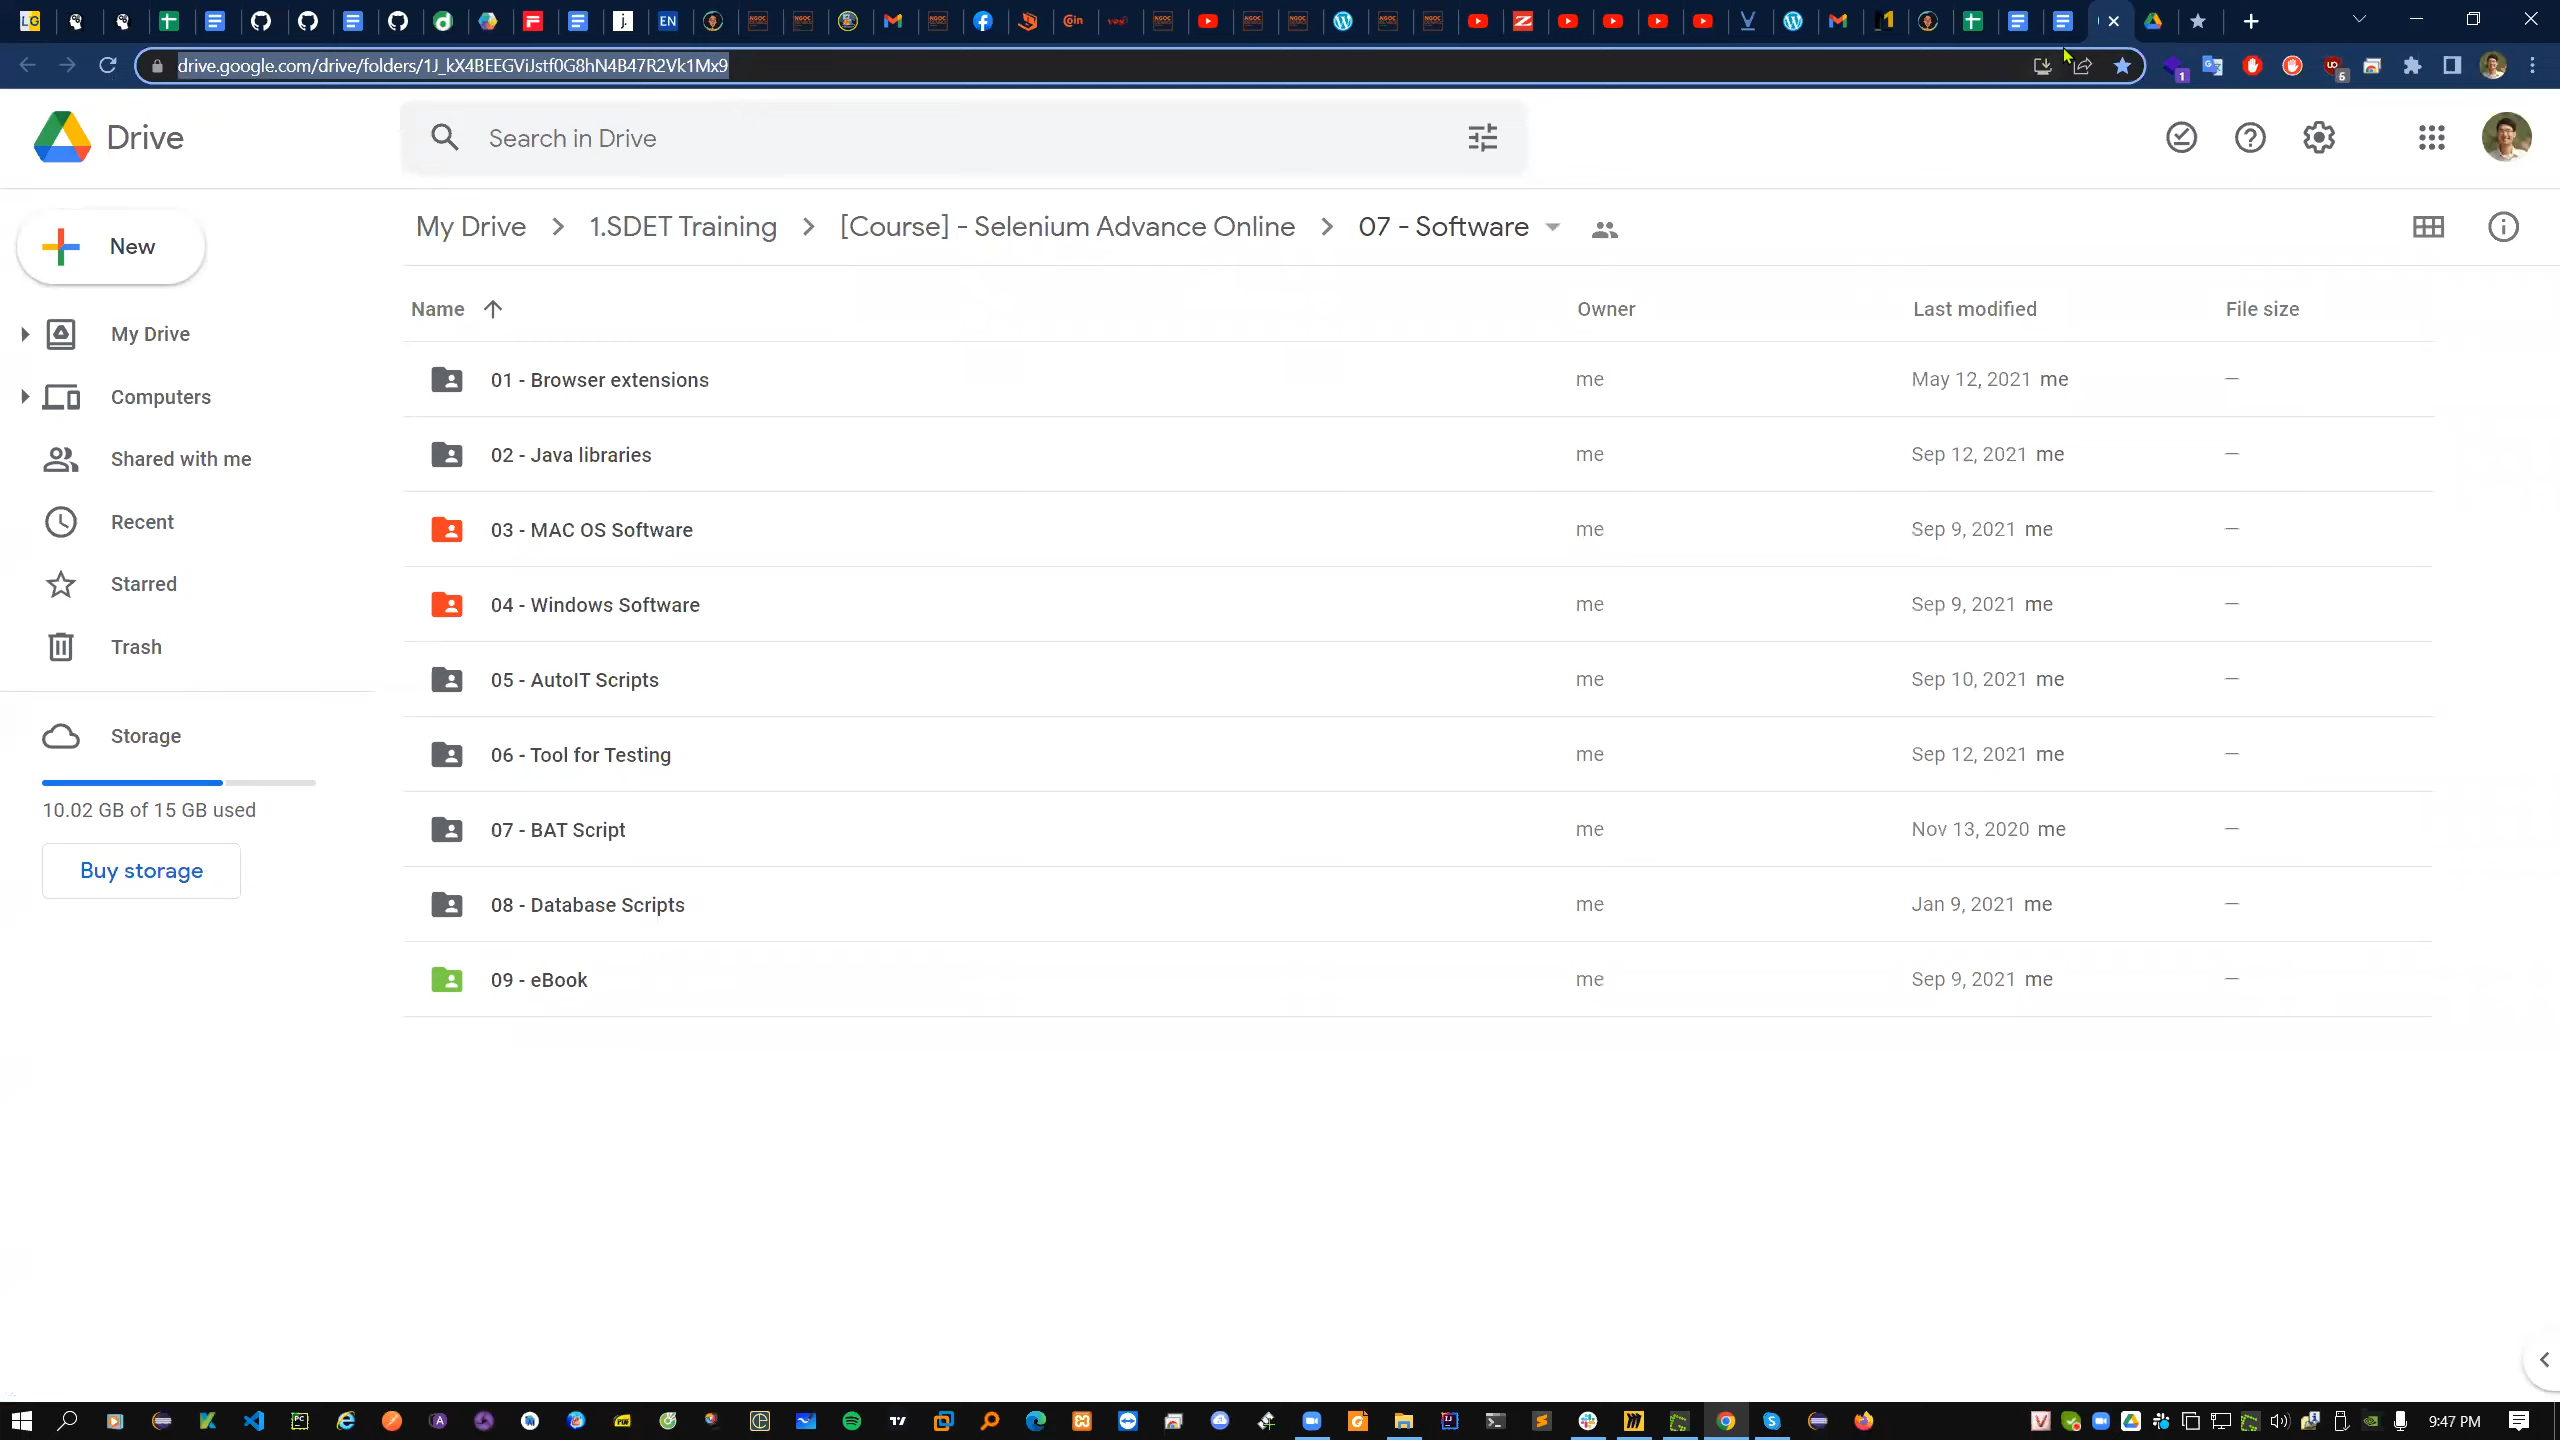 drive.google.com/drive/folders/1J_kX4BEEGViJstf0G8hN4B47R2Vk1Mx9
Drive
Search in Drive
New
My Drive
Computers
Shared with me
Recent
Starred
Trash
Storage
10.02 GB of 15 GB used
Buy storage
My Drive > 1.SDET Training > [Course] - Selenium Advance Online > 07 - Software
Name Owner Last modified File size
01 - Browser extensions me May 12, 2021 me —
02 - Java libraries me Sep 12, 2021 me —
03 - MAC OS Software me Sep 9, 2021 me —
04 - Windows Software me Sep 9, 2021 me —
05 - AutoIT Scripts me Sep 10, 2021 me —
06 - Tool for Testing me Sep 12, 2021 me —
07 - BAT Script me Nov 13, 2020 me —
08 - Database Scripts me Jan 9, 2021 me —
09 - eBook me Sep 9, 2021 me —
9:47 PM